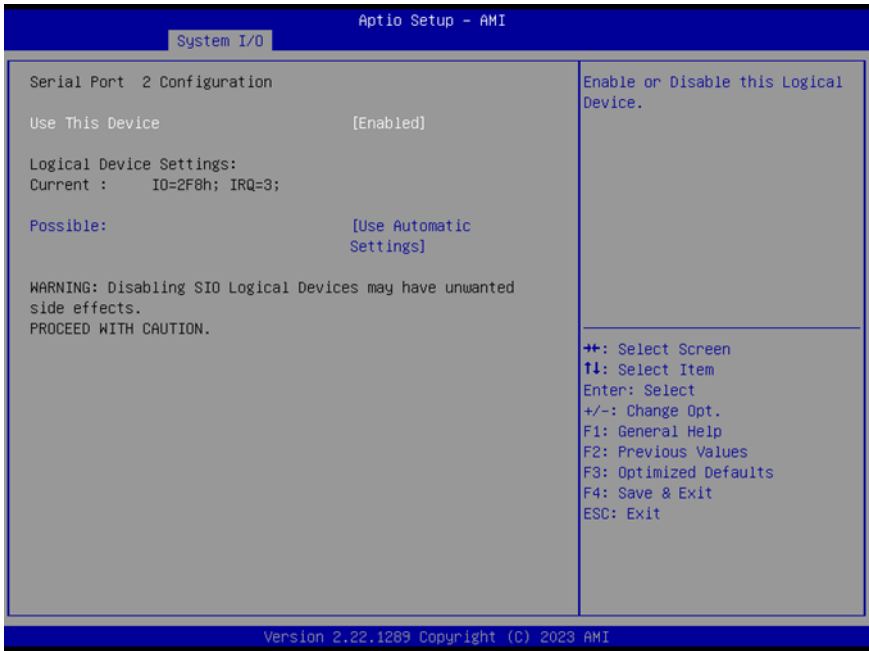 Aptio Setup – AMI
System I/O
Serial Port 2 Configuration
Use This Device [Enabled]
Logical Device Settings:
Current : IO=2F8h; IRQ=3;
Possible: [Use Automatic
Settings]
WARNING: Disabling SIO Logical Devices may have unwanted
side effects.
PROCEED WITH CAUTION.
Enable or Disable this Logical
Device.
→←: Select Screen
↑↓: Select Item
Enter: Select
+/-: Change Opt.
F1: General Help
F2: Previous Values
F3: Optimized Defaults
F4: Save & Exit
ESC: Exit
Version 2.22.1289 Copyright (C) 2023 AMI